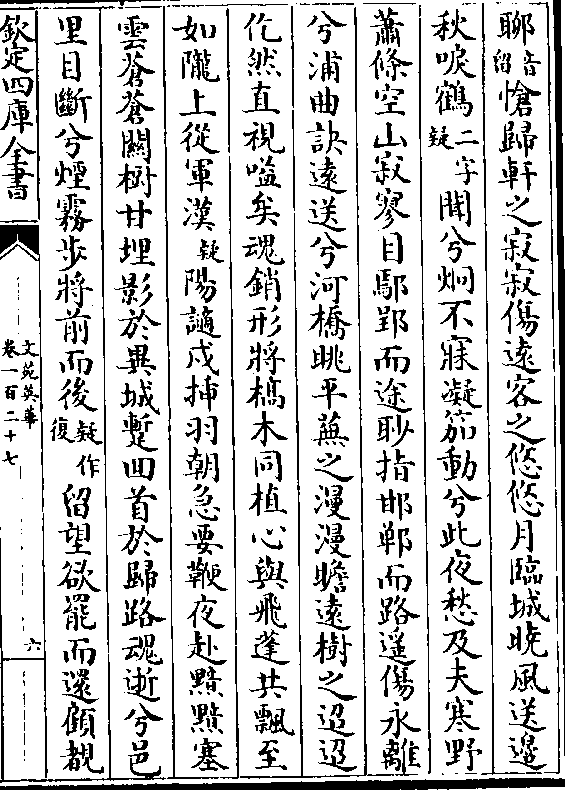 聊音留愴歸軒之寂寂傷遠客之悠悠月臨城曉風送邊
秋唳鶴二字疑聞兮炯不寐凝笳動兮此夜愁及夫寒野
蕭條空山寂寥目鄢郢而途眇指邯鄲而路遥傷永離
兮浦曲訣遠送兮河橋眺平蕪之漫漫瞻遠樹之迢迢
仡然直視嗌矣魂銷形將槁木同植心與飛蓬共飄至
如隴上從軍漢疑陽謫戍揷羽朝急要鞭夜赴黯黯塞
雲蒼蒼關樹甘埋影於異城蹔回首於歸路魂逝兮邑
里目斷兮煙霧步將前而後疑作復留望欲罷而還顧覩
欽定四庫全書
文苑英華
卷一百二十七
六